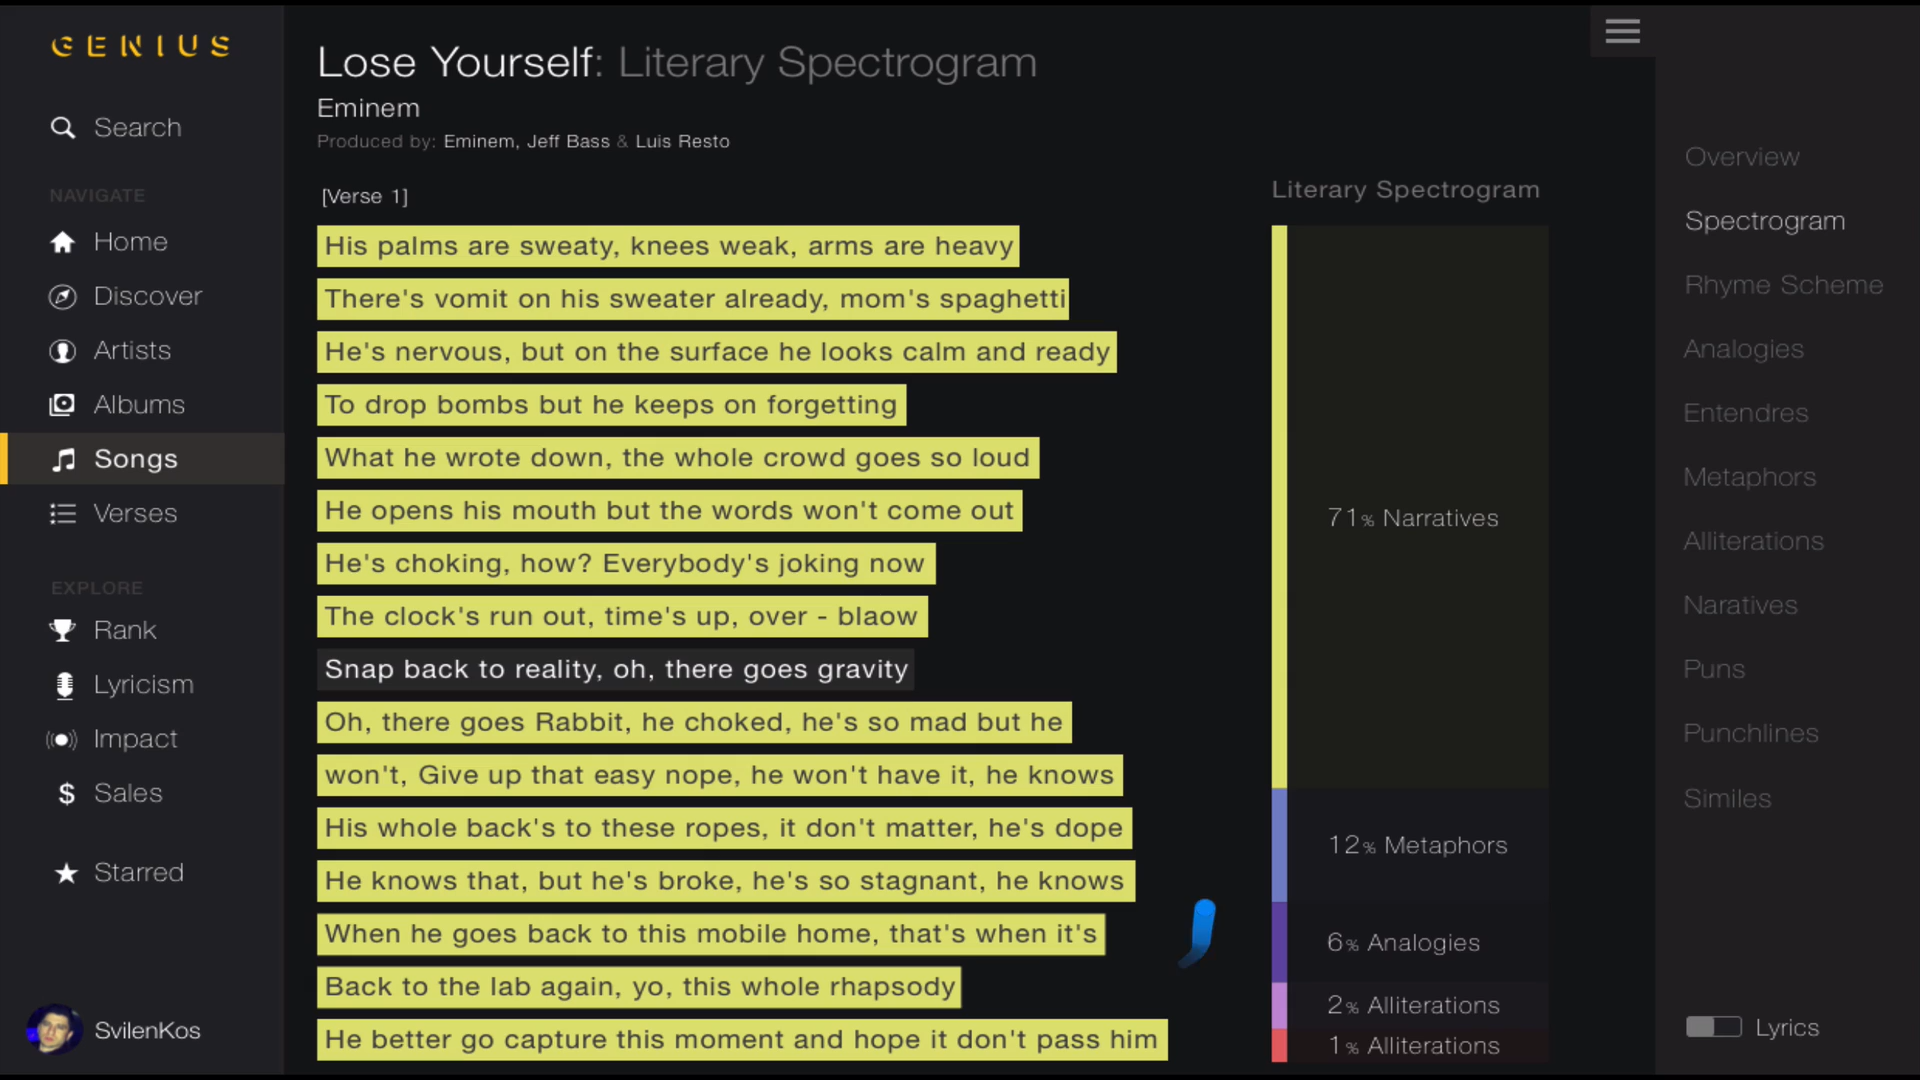 GENIUS
Search
NAVIGATE
Home
Discover
Artists
Albums
Songs
Verses
EXPLORE
Rank
Lyricism
Impact
Sales
Starred
SvilenKos
Lose Yourself: Literary Spectrogram
Eminem
Produced by: Eminem, Jeff Bass & Luis Resto
[Verse 1]
His palms are sweaty, knees weak, arms are heavy
There's vomit on his sweater already, mom's spaghetti
He's nervous, but on the surface he looks calm and ready
To drop bombs but he keeps on forgetting
What he wrote down, the whole crowd goes so loud
He opens his mouth but the words won't come out
He's choking, how? Everybody's joking now
The clock's run out, time's up, over - blaow
Snap back to reality, oh, there goes gravity
Oh, there goes Rabbit, he choked, he's so mad but he
won't, Give up that easy nope, he won't have it, he knows
His whole back's to these ropes, it don't matter, he's dope
He knows that, but he's broke, he's so stagnant, he knows
When he goes back to this mobile home, that's when it's
Back to the lab again, yo, this whole rhapsody
He better go capture this moment and hope it don't pass him
Literary Spectrogram
71% Narratives
12% Metaphors
6% Analogies
2% Alliterations
1% Alliterations
Overview
Spectrogram
Rhyme Scheme
Analogies
Entendres
Metaphors
Alliterations
Naratives
Puns
Punchlines
Similes
Lyrics